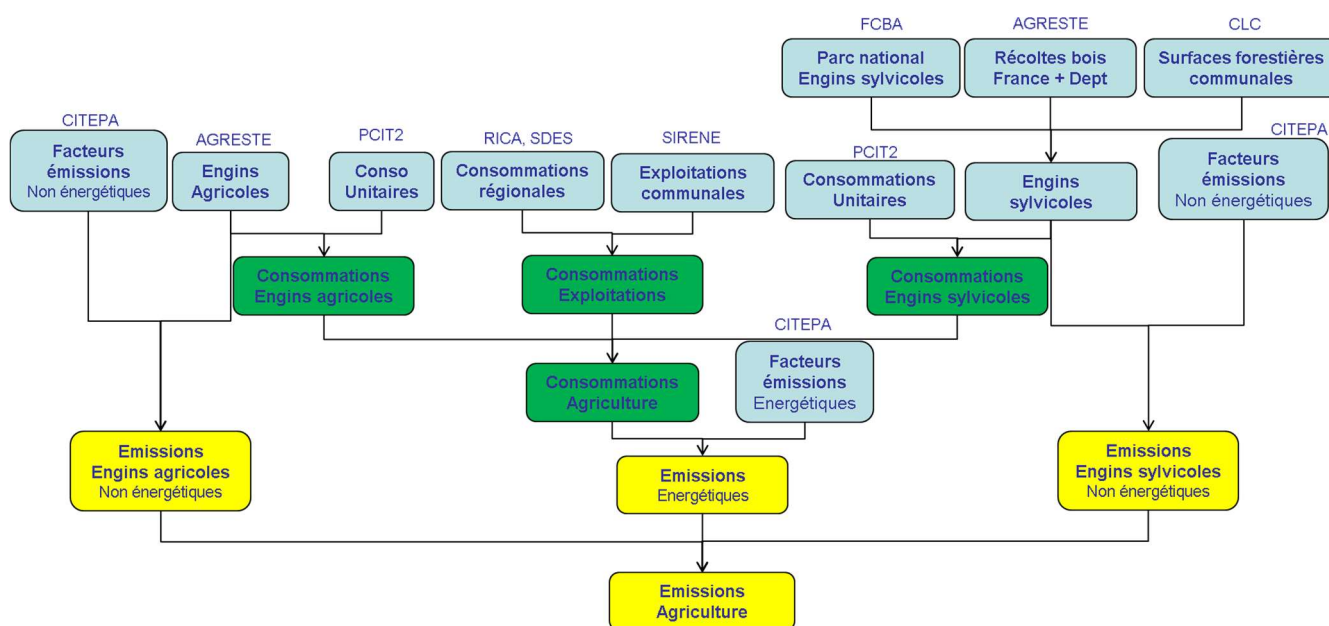 FCBA
AGRESTE
CLC
Parc national
Engins sylvicoles
Récoltes bois
France + Dept
Surfaces forestières
communales
CITEPA
AGRESTE
PCIT2
RICA, SDES
SIRENE
PCIT2
CITEPA
Facteurs
émissions
Non énergétiques
Engins
Agricoles
Conso
Unitaires
Consommations
régionales
Exploitations
communales
Consommations
Unitaires
Engins
sylvicoles
Facteurs
émissions
Non énergétiques
Consommations
Engins agricoles
Consommations
Exploitations
Consommations
Engins sylvicoles
CITEPA
Consommations
Agriculture
Facteurs
émissions
Energétiques
Emissions
Engins agricoles
Non énergétiques
Emissions
Energétiques
Emissions
Engins sylvicoles
Non énergétiques
Emissions
Agriculture